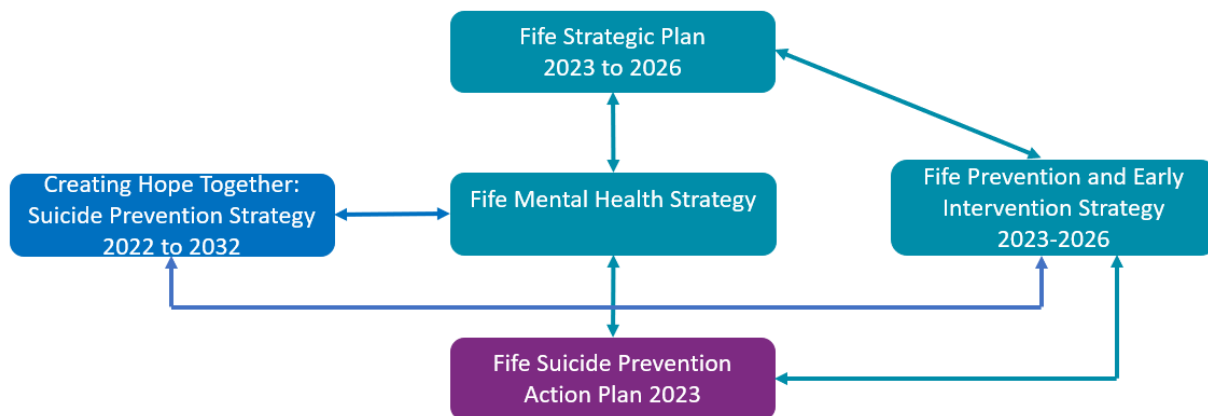 Fife Strategic Plan
2023 to 2026
Creating Hope Together:
Suicide Prevention Strategy
2022 to 2032
Fife Mental Health Strategy
Fife Prevention and Early
Intervention Strategy
2023-2026
Fife Suicide Prevention
Action Plan 2023